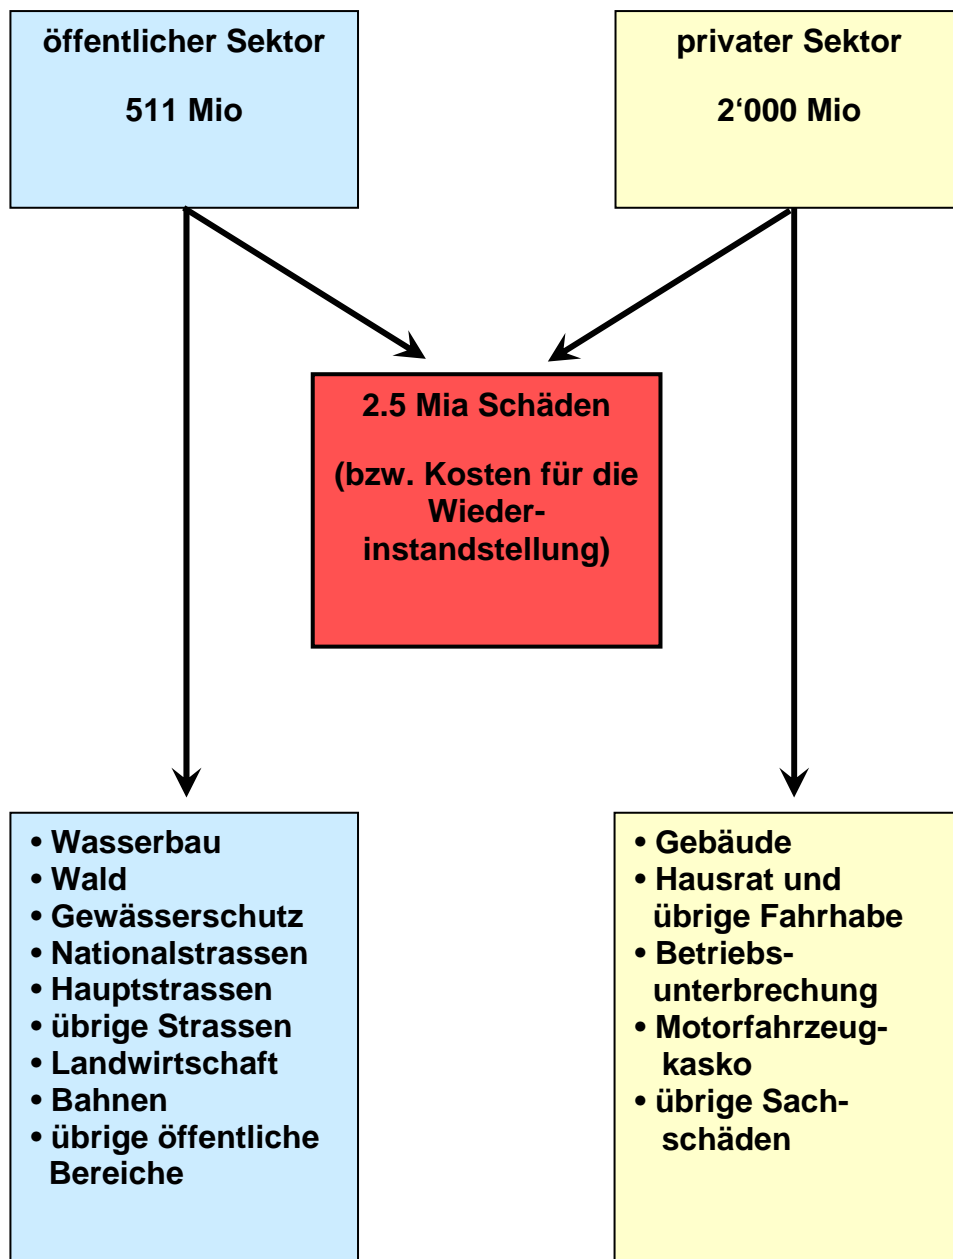 öffentlicher Sektor
511 Mio
privater Sektor
2‘000 Mio
2.5 Mia Schäden
(bzw. Kosten für die
Wieder-
instandstellung)
• Wasserbau
• Wald
• Gewässerschutz
• Nationalstrassen
• Hauptstrassen
• übrige Strassen
• Landwirtschaft
• Bahnen
• übrige öffentliche
Bereiche
• Gebäude
• Hausrat und
übrige Fahrhabe
• Betriebs-
unterbrechung
• Motorfahrzeug-
kasko
• übrige Sach-
schäden